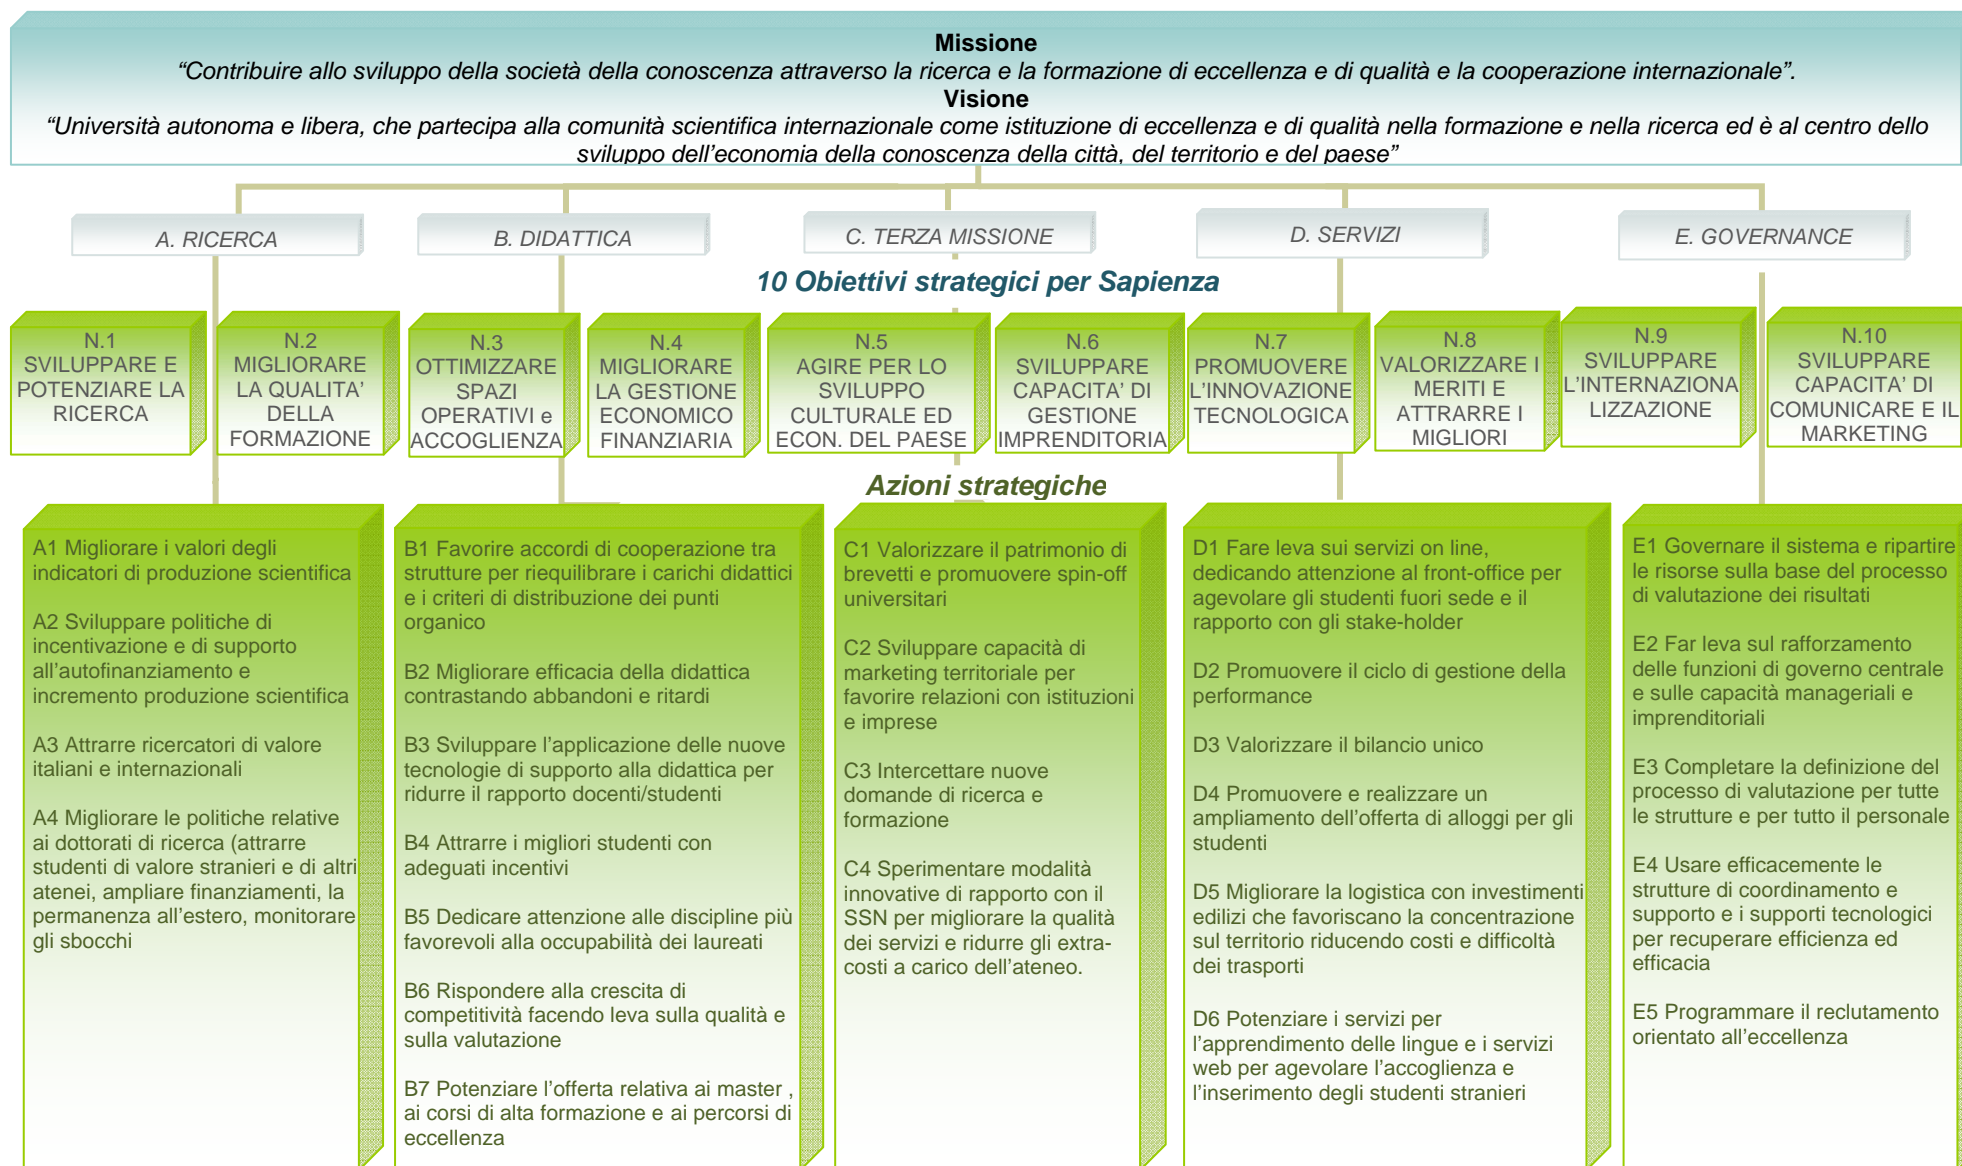 Missione
“Contribuire allo sviluppo della società della conoscenza attraverso la ricerca e la formazione di eccellenza e di qualità e la cooperazione internazionale”.
Visione
“Università autonoma e libera, che partecipa alla comunità scientifica internazionale come istituzione di eccellenza e di qualità nella formazione e nella ricerca ed è al centro dello
sviluppo dell’economia della conoscenza della città, del territorio e del paese”
A. RICERCA
B. DIDATTICA
C. TERZA MISSIONE
D. SERVIZI
E. GOVERNANCE
10 Obiettivi strategici per Sapienza
N.1
SVILUPPARE E
POTENZIARE LA
RICERCA
N.2
MIGLIORARE
LA QUALITA’
DELLA
FORMAZIONE
N.3
OTTIMIZZARE
SPAZI
OPERATIVI e
ACCOGLIENZA
N.4
MIGLIORARE
LA GESTIONE
ECONOMICO
FINANZIARIA
N.5
AGIRE PER LO
SVILUPPO
CULTURALE ED
ECON. DEL PAESE
N.6
SVILUPPARE
CAPACITA’ DI
GESTIONE
IMPRENDITORIA
N.7
PROMUOVERE
L’INNOVAZIONE
TECNOLOGICA
N.8
VALORIZZARE I
MERITI E
ATTRARRE I
MIGLIORI
N.9
SVILUPPARE
L’INTERNAZIONA
LIZZAZIONE
N.10
SVILUPPARE
CAPACITA’ DI
COMUNICARE E IL
MARKETING
Azioni strategiche
A1 Migliorare i valori degli
indicatori di produzione scientifica
A2 Sviluppare politiche di
incentivazione e di supporto
all’autofinanziamento e
incremento produzione scientifica
A3 Attrarre ricercatori di valore
italiani e internazionali
A4 Migliorare le politiche relative
ai dottorati di ricerca (attrarre
studenti di valore stranieri e di altri
atenei, ampliare finanziamenti, la
permanenza all’estero, monitorare
gli sbocchi
B1 Favorire accordi di cooperazione tra
strutture per riequilibrare i carichi didattici
e i criteri di distribuzione dei punti
organico
B2 Migliorare efficacia della didattica
contrastando abbandoni e ritardi
B3 Sviluppare l’applicazione delle nuove
tecnologie di supporto alla didattica per
ridurre il rapporto docenti/studenti
B4 Attrarre i migliori studenti con
adeguati incentivi
B5 Dedicare attenzione alle discipline più
favorevoli alla occupabilità dei laureati
B6 Rispondere alla crescita di
competitività facendo leva sulla qualità e
sulla valutazione
B7 Potenziare l’offerta relativa ai master ,
ai corsi di alta formazione e ai percorsi di
eccellenza
C1 Valorizzare il patrimonio di
brevetti e promuovere spin-off
universitari
C2 Sviluppare capacità di
marketing territoriale per
favorire relazioni con istituzioni
e imprese
C3 Intercettare nuove
domande di ricerca e
formazione
C4 Sperimentare modalità
innovative di rapporto con il
SSN per migliorare la qualità
dei servizi e ridurre gli extra-
costi a carico dell’ateneo.
D1 Fare leva sui servizi on line,
dedicando attenzione al front-office per
agevolare gli studenti fuori sede e il
rapporto con gli stake-holder
D2 Promuovere il ciclo di gestione della
performance
D3 Valorizzare il bilancio unico
D4 Promuovere e realizzare un
ampliamento dell’offerta di alloggi per gli
studenti
D5 Migliorare la logistica con investimenti
edilizi che favoriscano la concentrazione
sul territorio riducendo costi e difficoltà
dei trasporti
D6 Potenziare i servizi per
l’apprendimento delle lingue e i servizi
web per agevolare l’accoglienza e
l’inserimento degli studenti stranieri
E1 Governare il sistema e ripartire
le risorse sulla base del processo
di valutazione dei risultati
E2 Far leva sul rafforzamento
delle funzioni di governo centrale
e sulle capacità manageriali e
imprenditoriali
E3 Completare la definizione del
processo di valutazione per tutte
le strutture e per tutto il personale
E4 Usare efficacemente le
strutture di coordinamento e
supporto e i supporti tecnologici
per recuperare efficienza ed
efficacia
E5 Programmare il reclutamento
orientato all’eccellenza